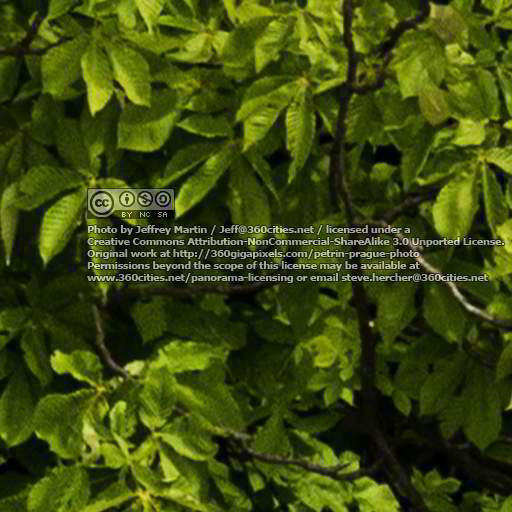 cc BY NC SA
Photo by Jeffrey Martin / Jeff@360cities.net / licensed under a
Creative Commons Attribution-NonCommercial-ShareAlike 3.0 Unported License.
Original work at http://360gigapixels.com/petrin-prague-photo
Permissions beyond the scope of this license may be available at
www.360cities.net/panorama-licensing or email steve.hercher@360cities.net